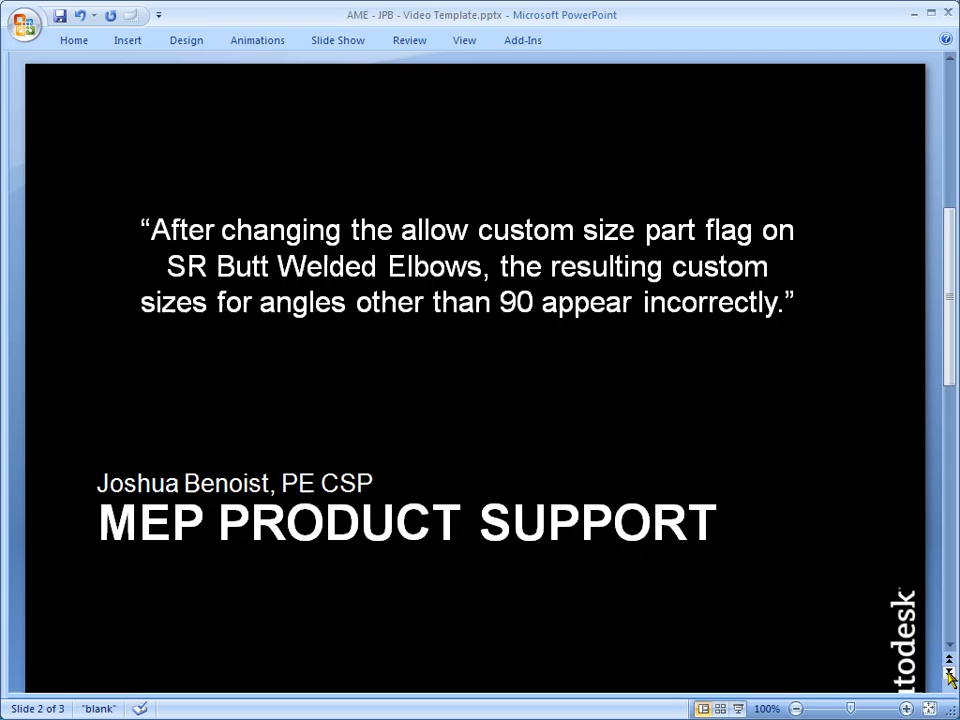 AME - JPB - Video Template.pptx - Microsoft PowerPoint
Home Insert Design Animations Slide Show Review View Add-Ins
“After changing the allow custom size part flag on
SR Butt Welded Elbows, the resulting custom
sizes for angles other than 90 appear incorrectly.”
Joshua Benoist, PE CSP
MEP PRODUCT SUPPORT
utodesk
Slide 2 of 3 "blank" 100%